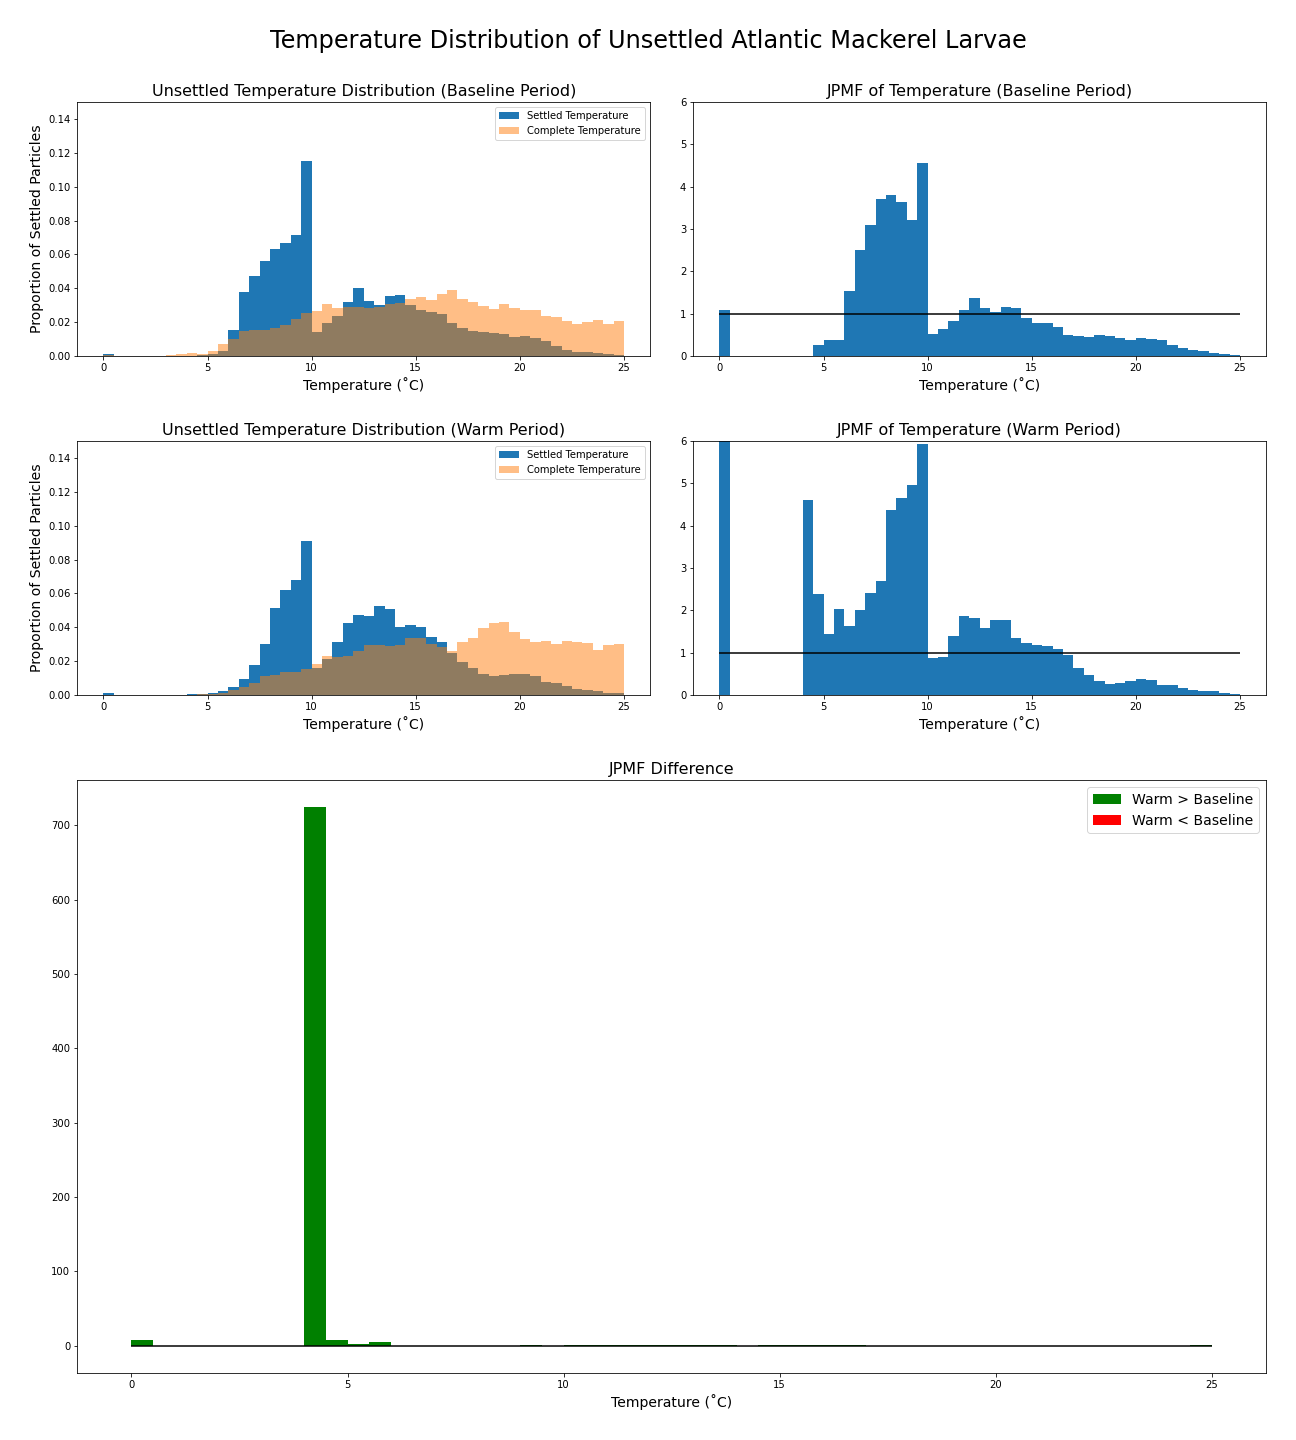 Temperature Distribution of Unsettled Atlantic Mackerel Larvae
Unsettled Temperature Distribution (Baseline Period)
Settled Temperature
Complete Temperature
Proportion of Settled Particles
0.14
0.12
0.10
0.08
0.06
0.04
0.02
0.00
0 5 10 15 20 25
Temperature (˚C)
JPMF of Temperature (Baseline Period)
6
5
4
3
2
1
0
0 5 10 15 20 25
Temperature (˚C)
Unsettled Temperature Distribution (Warm Period)
Settled Temperature
Complete Temperature
Proportion of Settled Particles
0.14
0.12
0.10
0.08
0.06
0.04
0.02
0.00
0 5 10 15 20 25
Temperature (˚C)
JPMF of Temperature (Warm Period)
6
5
4
3
2
1
0
0 5 10 15 20 25
Temperature (˚C)
JPMF Difference
Warm > Baseline
Warm < Baseline
700
600
500
400
300
200
100
0
0 5 10 15 20 25
Temperature (˚C)